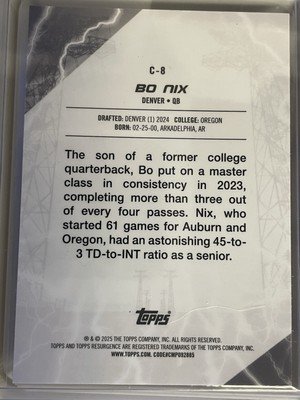 C-8
BO NIX
DENVER • QB
DRAFTED: DENVER (1) 2024 COLLEGE: OREGON
BORN: 02-25-00, ARKADELPHIA, AR
The son of a former college
quarterback, Bo put on a master
class in consistency in 2023,
completing more than three out
of every four passes. Nix, who
started 61 games for Auburn and
Oregon, had an astonishing 45-to-
3 TD-to-INT ratio as a senior.
topps
® & © 2025 THE TOPPS COMPANY, INC. ALL RIGHTS RESERVED.
TOPPS AND TOPPS RESURGENCE ARE REGISTERED TRADEMARKS OF THE TOPPS COMPANY, INC.
WWW.TOPPS.COM. CODE#CMP092885